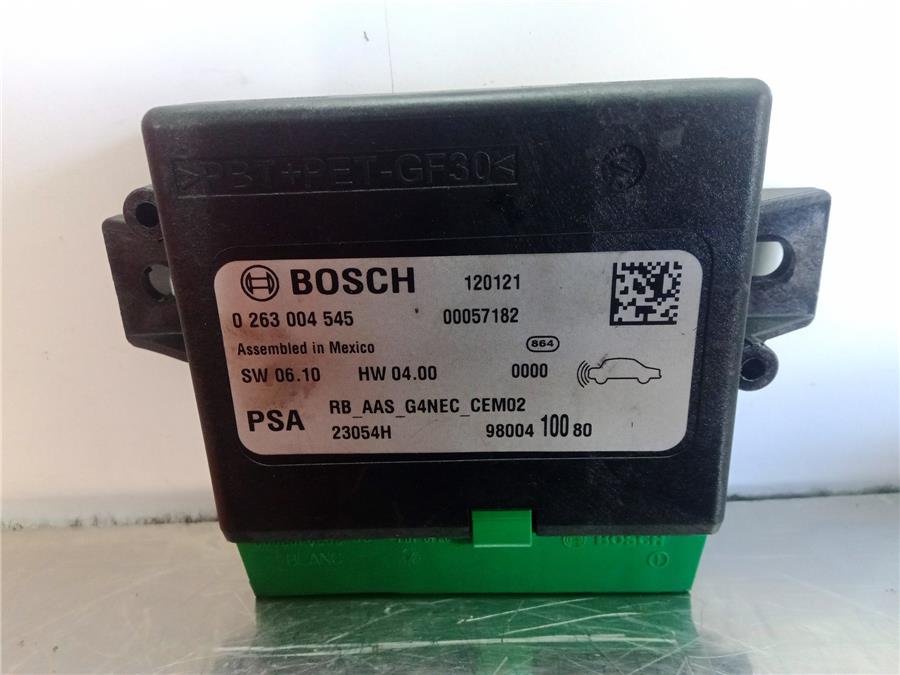 >PBT+PET-GF30<
BOSCH 120121
0 263 004 545 00057182
Assembled in Mexico 864
SW 06.10 HW 04.00 0000
PSA RB_AAS_G4NEC_CEM02
23054H 98004 100 80
BOSCH
BLANC